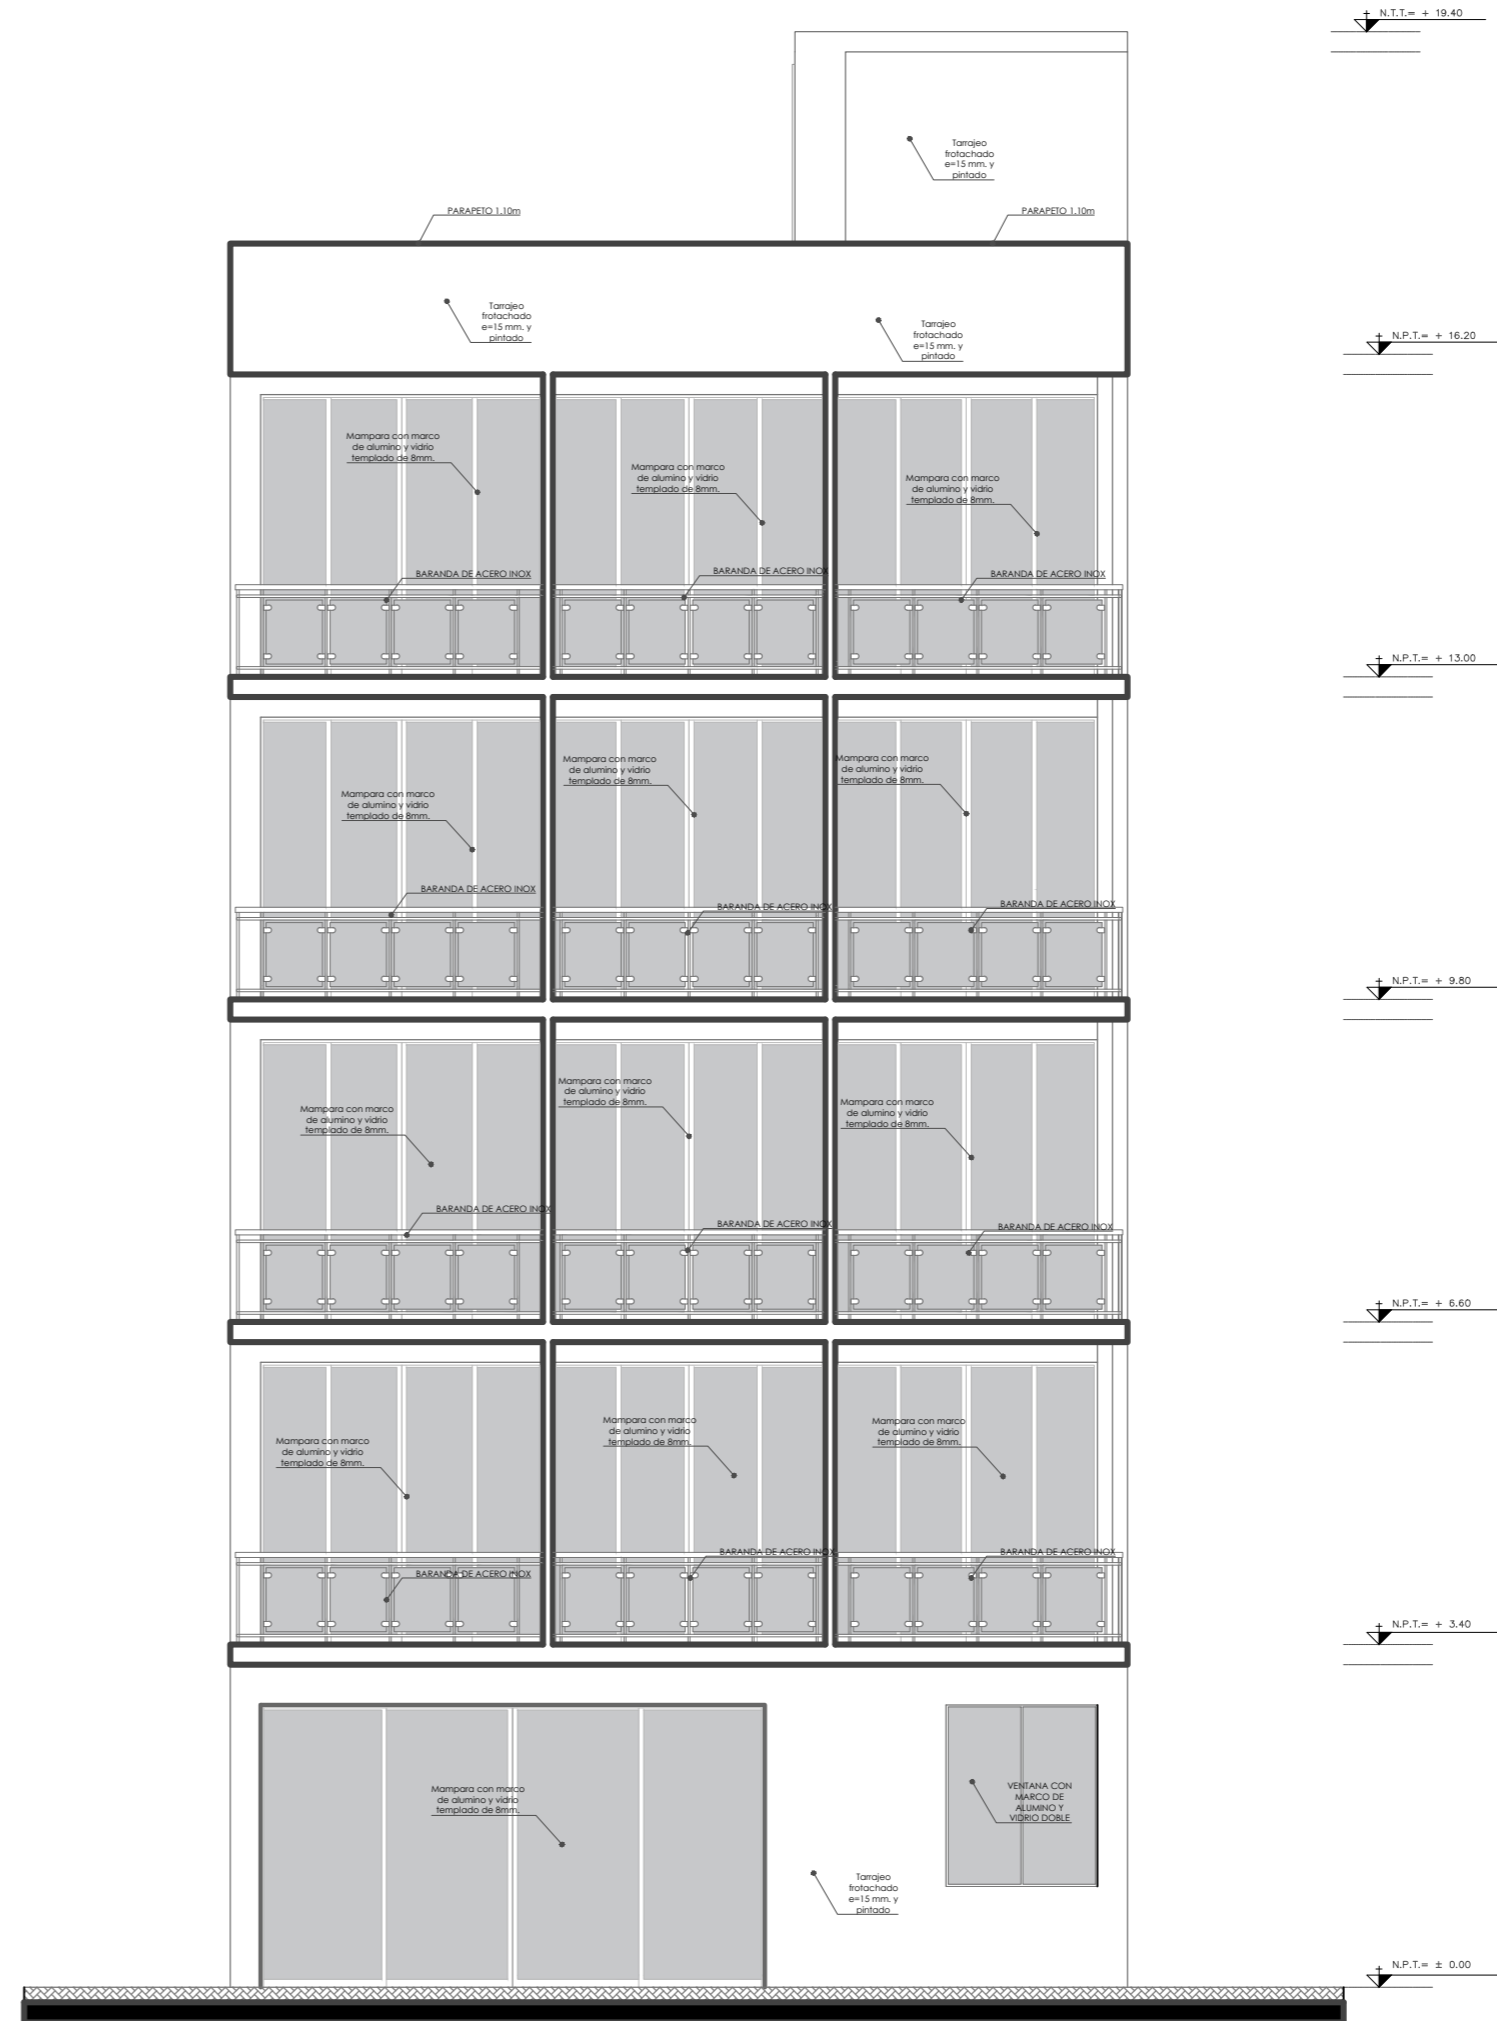 N.T.T.= + 19.40
Tarrajeo
frotachado
e=15 mm. y
pintado
PARAPETO 1.10m
PARAPETO 1.10m
Tarrajeo
frotachado
e=15 mm. y
pintado
Tarrajeo
frotachado
e=15 mm. y
pintado
N.P.T.= + 16.20
Mampara con marco
de alumino y vidrio
templado de 8mm.
Mampara con marco
de alumino y vidrio
templado de 8mm.
Mampara con marco
de alumino y vidrio
templado de 8mm.
BARANDA DE ACERO INOX
BARANDA DE ACERO INOX
BARANDA DE ACERO INOX
N.P.T.= + 13.00
Mampara con marco
de alumino y vidrio
templado de 8mm.
Mampara con marco
de alumino y vidrio
templado de 8mm.
Mampara con marco
de alumino y vidrio
templado de 8mm.
BARANDA DE ACERO INOX
BARANDA DE ACERO INOX
BARANDA DE ACERO INOX
N.P.T.= + 9.80
Mampara con marco
de alumino y vidrio
templado de 8mm.
Mampara con marco
de alumino y vidrio
templado de 8mm.
Mampara con marco
de alumino y vidrio
templado de 8mm.
BARANDA DE ACERO INOX
BARANDA DE ACERO INOX
BARANDA DE ACERO INOX
N.P.T.= + 6.60
Mampara con marco
de alumino y vidrio
templado de 8mm.
Mampara con marco
de alumino y vidrio
templado de 8mm.
Mampara con marco
de alumino y vidrio
templado de 8mm.
BARANDA DE ACERO INOX
BARANDA DE ACERO INOX
BARANDA DE ACERO INOX
N.P.T.= + 3.40
Mampara con marco
de alumino y vidrio
templado de 8mm.
VENTANA CON
MARCO DE
ALUMINO Y
VIDRIO DOBLE
Tarrajeo
frotachado
e=15 mm. y
pintado
N.P.T.= ± 0.00